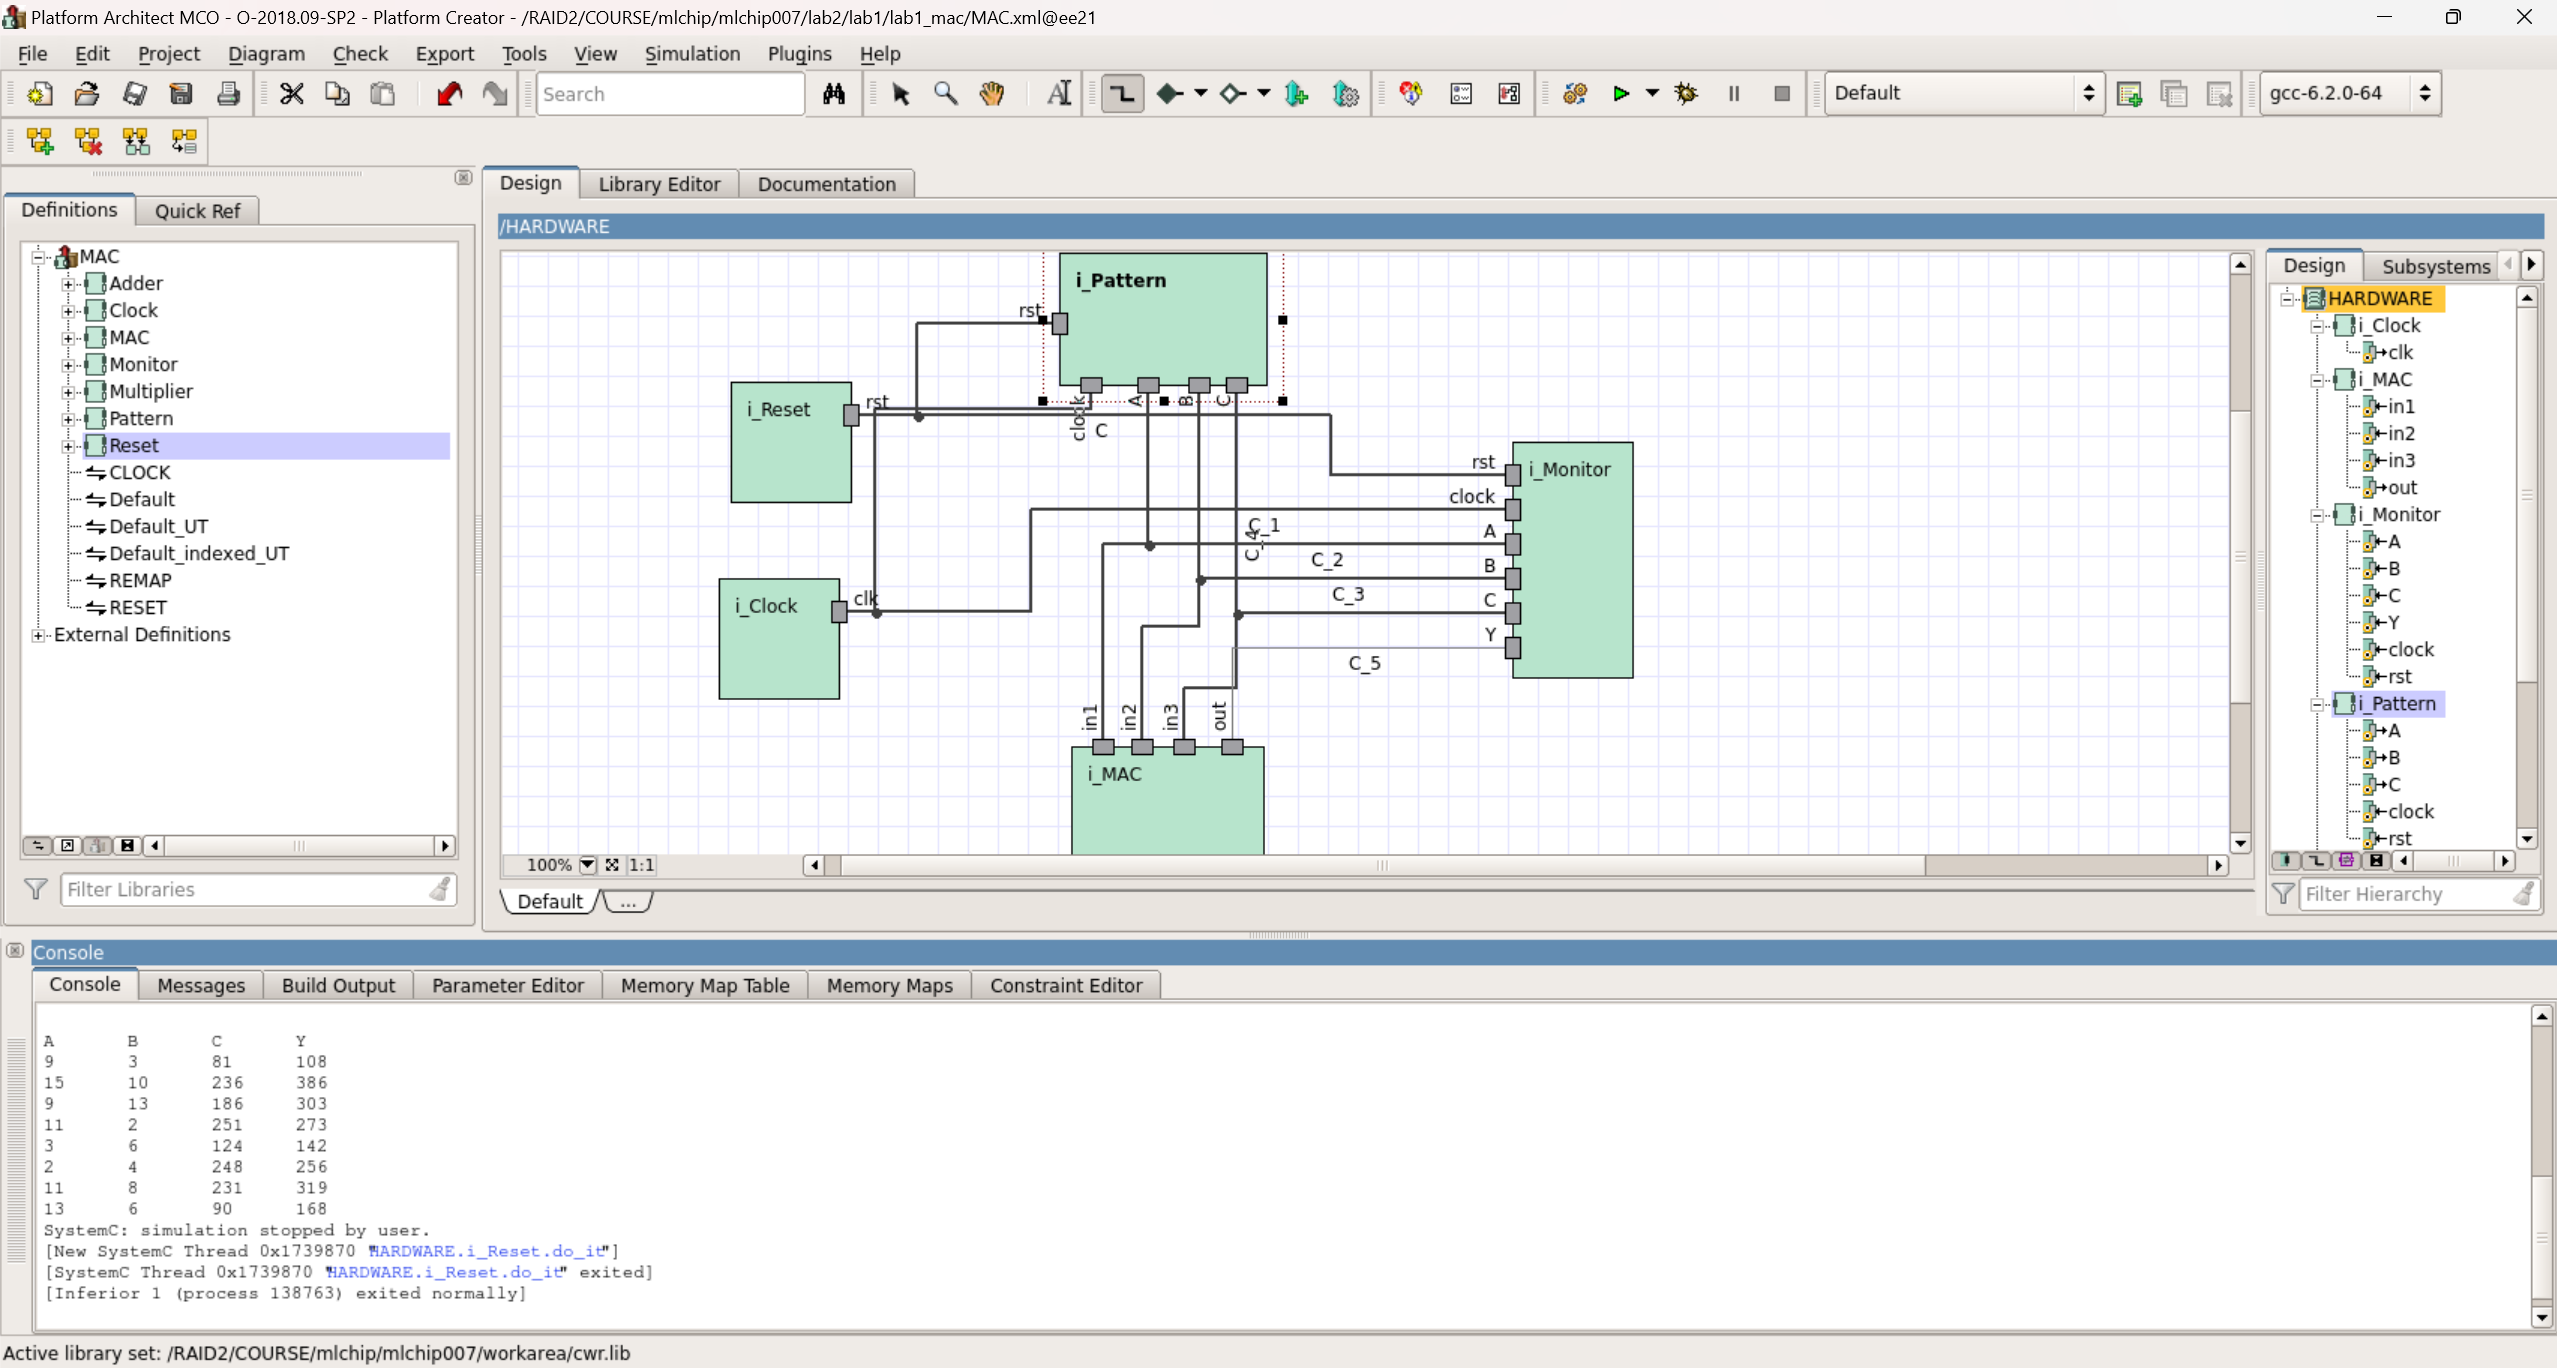 Platform Architect MCO - O-2018.09-SP2 - Platform Creator - /RAID2/COURSE/mlchip/mlchip007/lab2/lab1/lab1_mac/MAC.xml@ee21
File Edit Project Diagram Check Export Tools View Simulation Plugins Help
Search
Default
gcc-6.2.0-64
Definitions Quick Ref
MAC
Adder
Clock
MAC
Monitor
Multiplier
Pattern
Reset
CLOCK
Default
Default_UT
Default_indexed_UT
REMAP
RESET
External Definitions
Filter Libraries
Design Library Editor Documentation
/HARDWARE
i_Pattern
rst
clock
A
B
C
i_Reset
rst
C
i_Monitor
rst
clock
A
B
C
Y
C_1
C_4
C_2
C_3
C_5
i_Clock
clk
in1
in2
in3
out
i_MAC
100%
1:1
Default
...
Design Subsystems
HARDWARE
i_Clock
clk
i_MAC
in1
in2
in3
out
i_Monitor
A
B
C
Y
clock
rst
i_Pattern
A
B
C
clock
rst
Filter Hierarchy
Console
Console Messages Build Output Parameter Editor Memory Map Table Memory Maps Constraint Editor
A B C Y
9 3 81 108
15 10 236 386
9 13 186 303
11 2 251 273
3 6 124 142
2 4 248 256
11 8 231 319
13 6 90 168
SystemC: simulation stopped by user.
[New SystemC Thread 0x1739870 "HARDWARE.i_Reset.do_it"]
[SystemC Thread 0x1739870 "HARDWARE.i_Reset.do_it" exited]
[Inferior 1 (process 138763) exited normally]
Active library set: /RAID2/COURSE/mlchip/mlchip007/workarea/cwr.lib